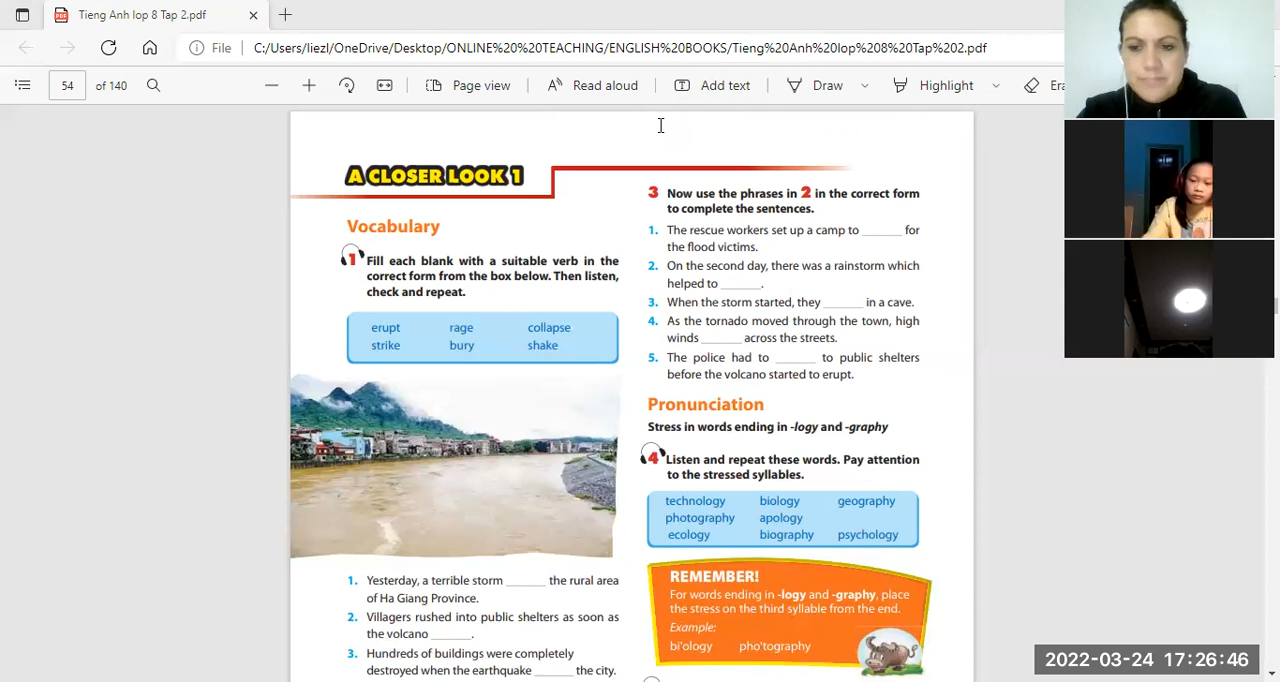 Tieng Anh lop 8 Tap 2.pdf
File
C:/Users/liezl/OneDrive/Desktop/ONLINE%20%20TEACHING/ENGLISH%20BOOKS/Tieng%20Anh%20lop%208%20Tap%202.pdf
54 of 140
Page view
Read aloud
Add text
Draw
Highlight
Era
A CLOSER LOOK 1
Vocabulary
1 Fill each blank with a suitable verb in the
correct form from the box below. Then listen,
check and repeat.
erupt rage collapse
strike bury shake
1. Yesterday, a terrible storm ______ the rural area
of Ha Giang Province.
2. Villagers rushed into public shelters as soon as
the volcano ______.
3. Hundreds of buildings were completely
destroyed when the earthquake ______ the city.
3 Now use the phrases in 2 in the correct form
to complete the sentences.
1. The rescue workers set up a camp to ______ for
the flood victims.
2. On the second day, there was a rainstorm which
helped to ______.
3. When the storm started, they ______ in a cave.
4. As the tornado moved through the town, high
winds ______ across the streets.
5. The police had to ______ to public shelters
before the volcano started to erupt.
Pronunciation
Stress in words ending in -logy and -graphy
4 Listen and repeat these words. Pay attention
to the stressed syllables.
technology biology geography
photography apology
ecology biography psychology
REMEMBER!
For words ending in -logy and -graphy, place
the stress on the third syllable from the end.
Example:
bi'ology pho'tography
2022-03-24 17:26:46